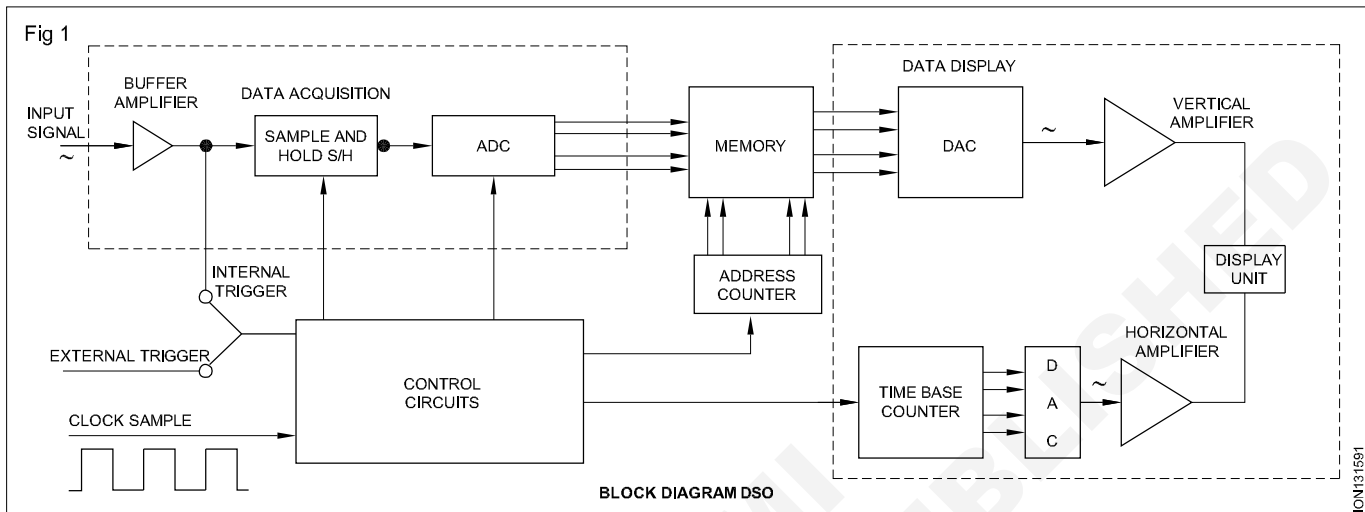 Fig 1
BUFFER
AMPLIFIER
DATA ACQUISITION
INPUT
SIGNAL
~
SAMPLE AND
HOLD S/H
ADC
MEMORY
DATA DISPLAY
DAC
~
VERTICAL
AMPLIFIER
DISPLAY
UNIT
INTERNAL
TRIGGER
ADDRESS
COUNTER
EXTERNAL TRIGGER
CONTROL
CIRCUITS
CLOCK SAMPLE
TIME BASE
COUNTER
D
A
C
~
HORIZONTAL
AMPLIFIER
BLOCK DIAGRAM DSO
ION131591